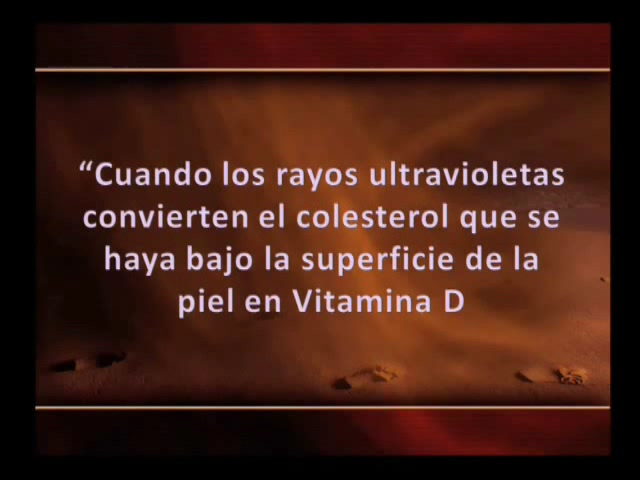 “Cuando los rayos ultravioletas
convierten el colesterol que se
haya bajo la superficie de la
piel en Vitamina D